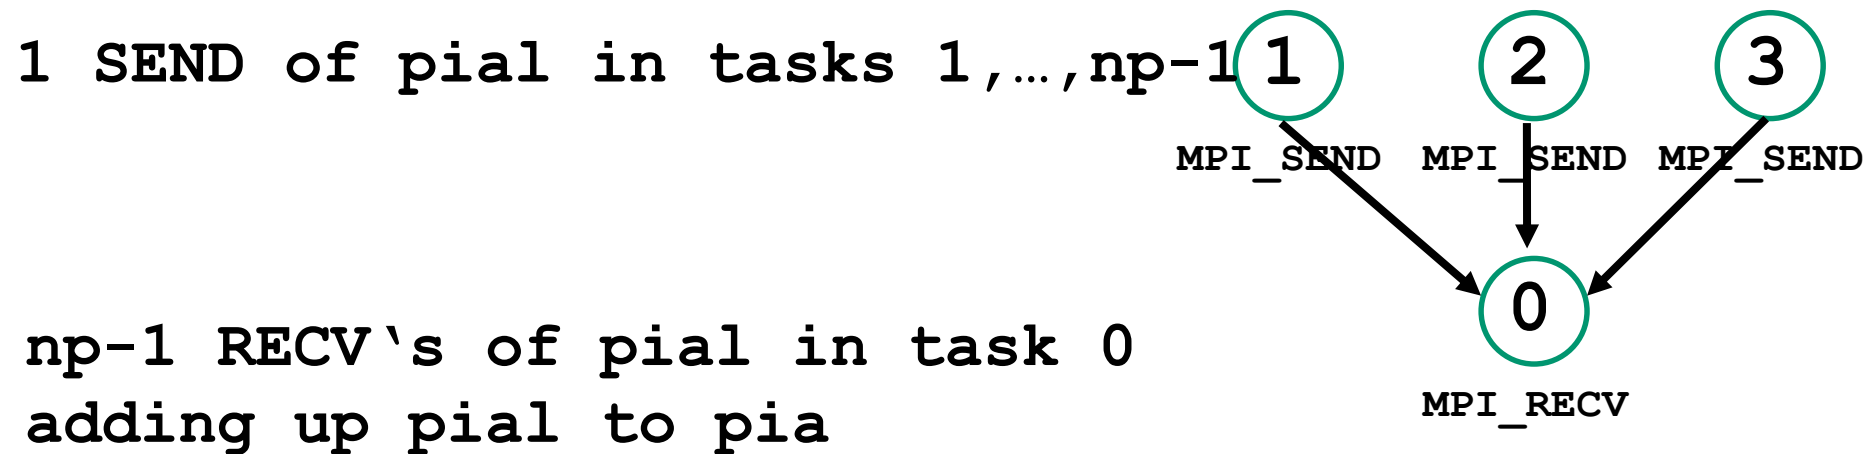 1 SEND of pial in tasks 1,…,np-1
1
2
3
MPI_SEND
MPI_SEND
MPI_SEND
0
np-1 RECV‘s of pial in task 0
adding up pial to pia
MPI_RECV